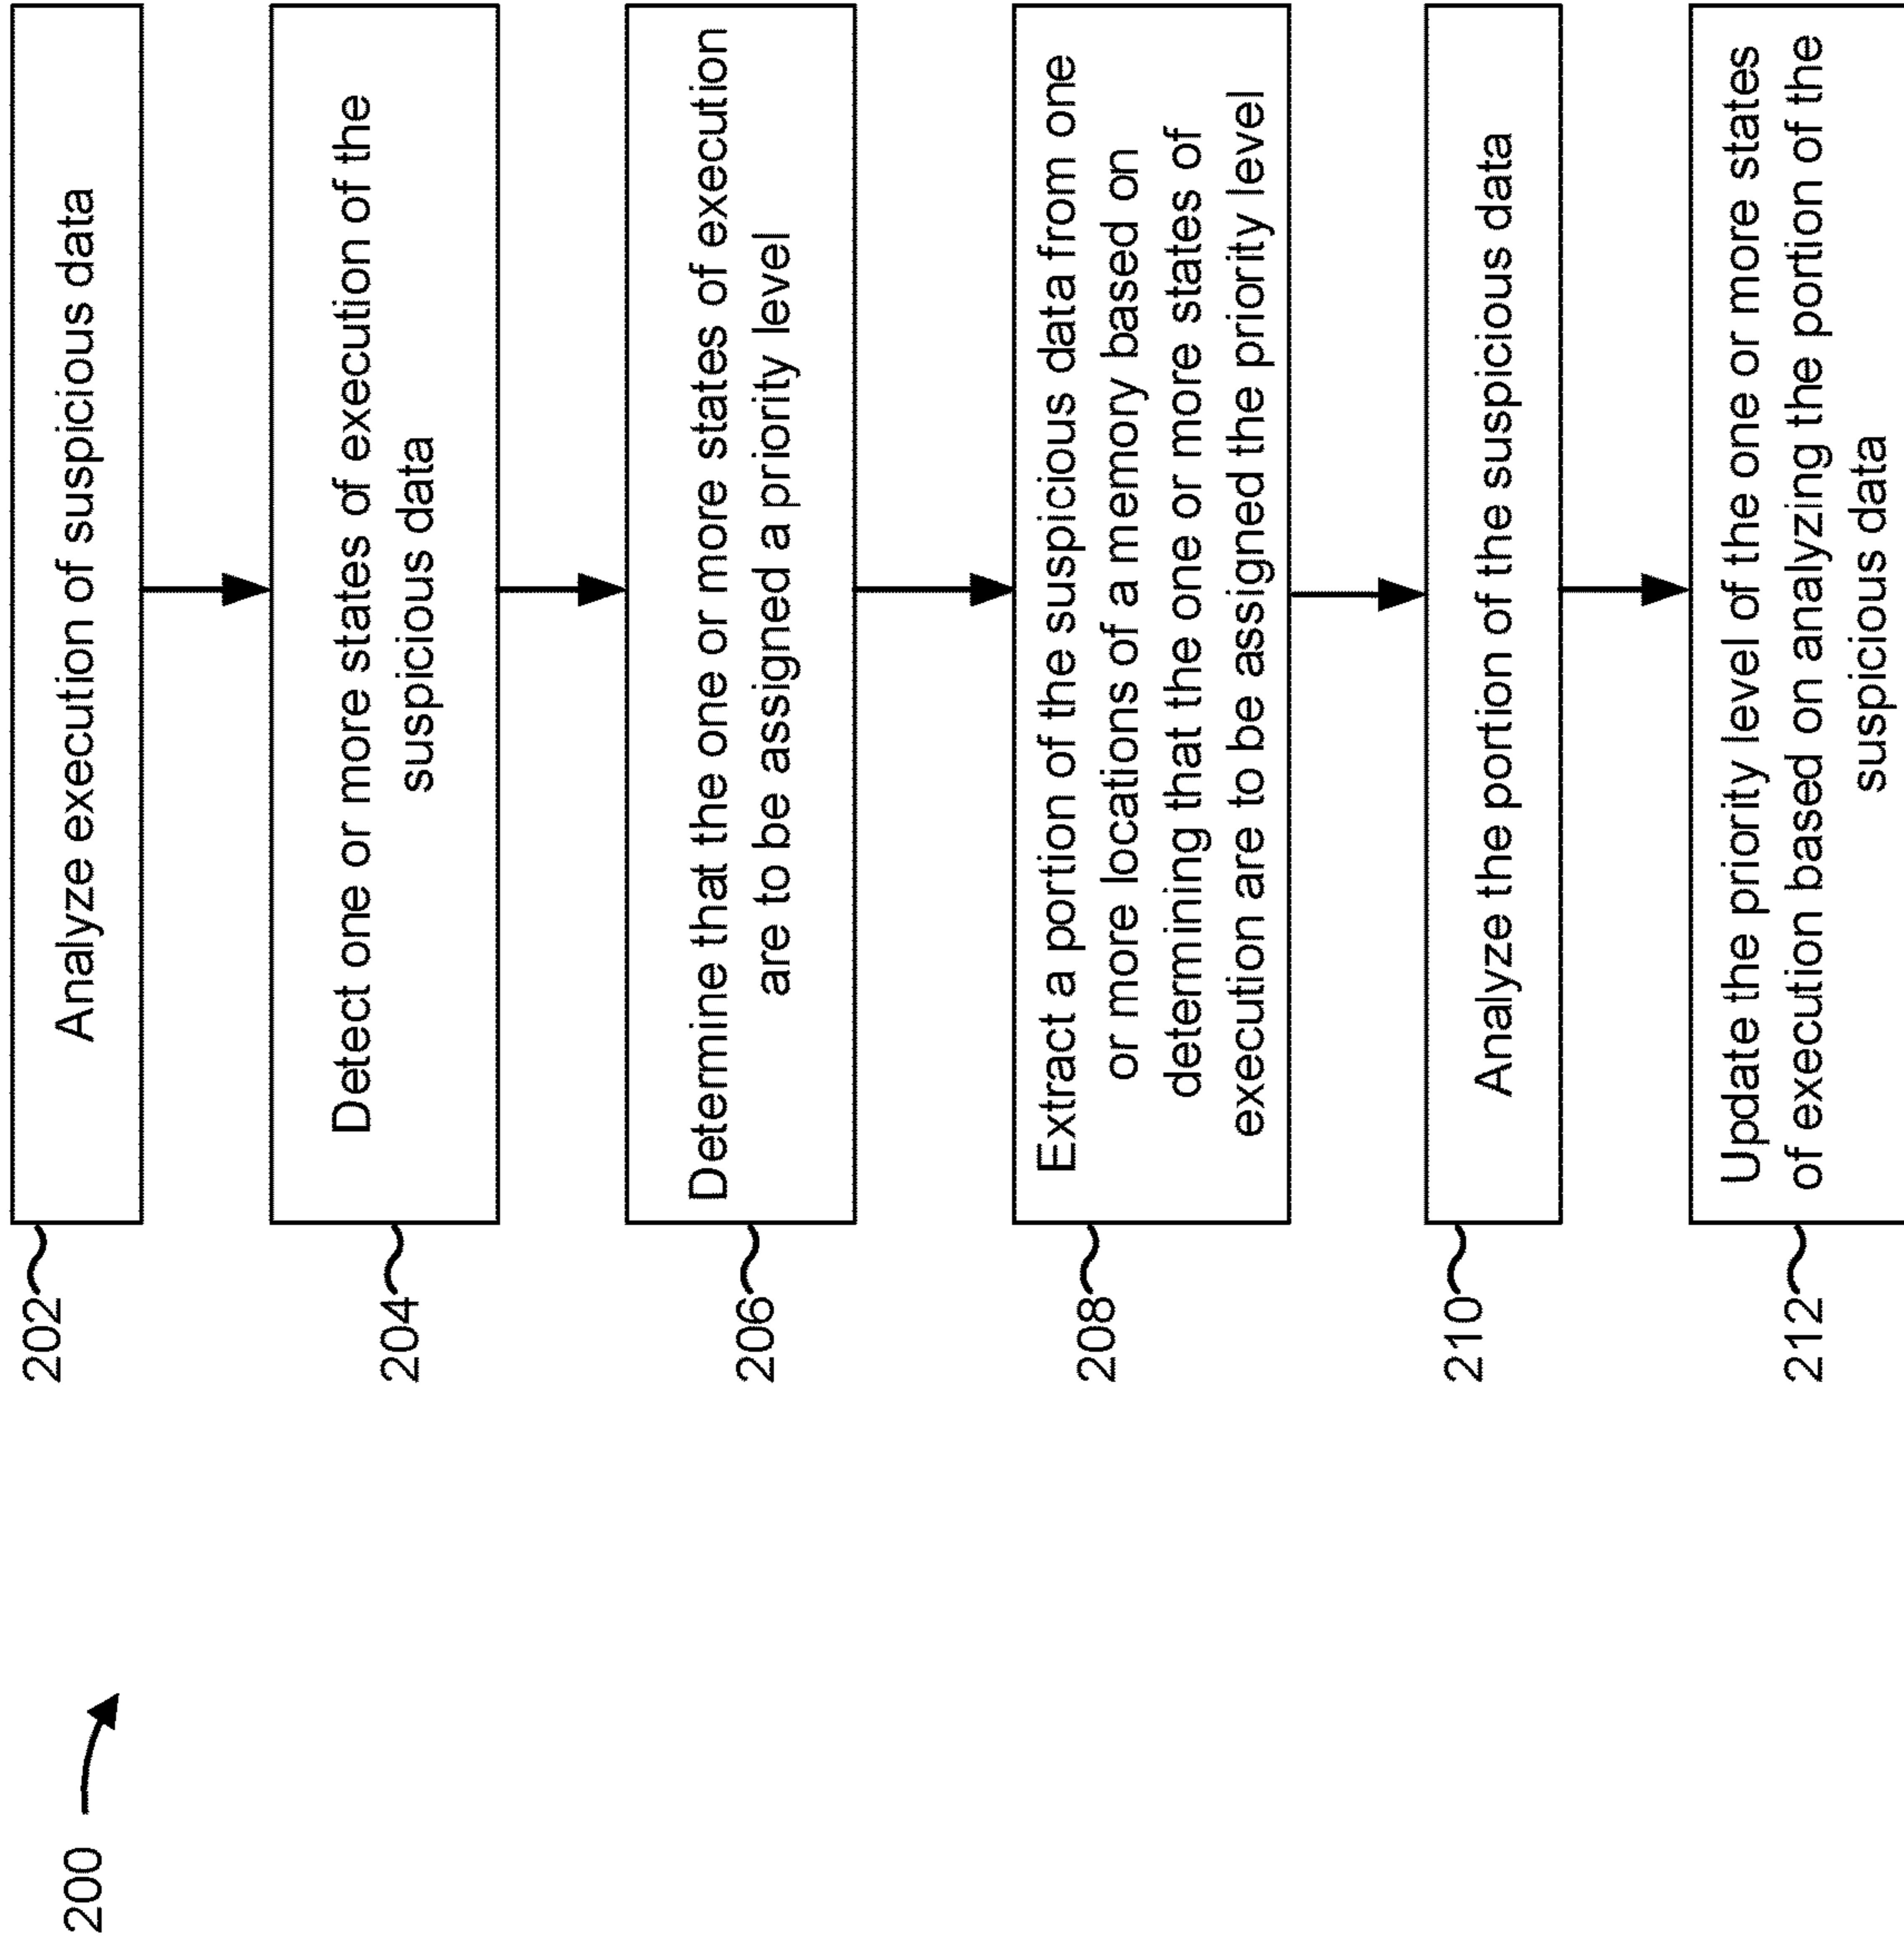 200
202
Analyze execution of suspicious data
204
Detect one or more states of execution of the
suspicious data
206
Determine that the one or more states of execution
are to be assigned a priority level
208
Extract a portion of the suspicious data from one
or more locations of a memory based on
determining that the one or more states of
execution are to be assigned the priority level
210
Analyze the portion of the suspicious data
212
Update the priority level of the one or more states
of execution based on analyzing the portion of the
suspicious data